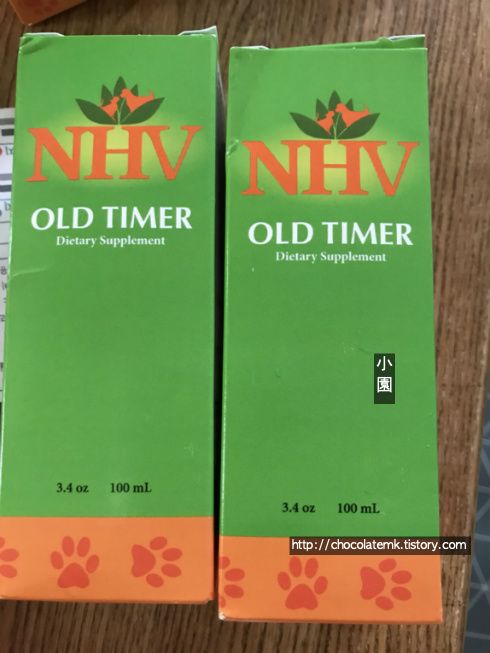 NHV
OLD TIMER
Dietary Supplement
3.4 oz 100 mL
NHV
OLD TIMER
Dietary Supplement
小
園
3.4 oz 100 mL
http://chocolatemk.tistory.com